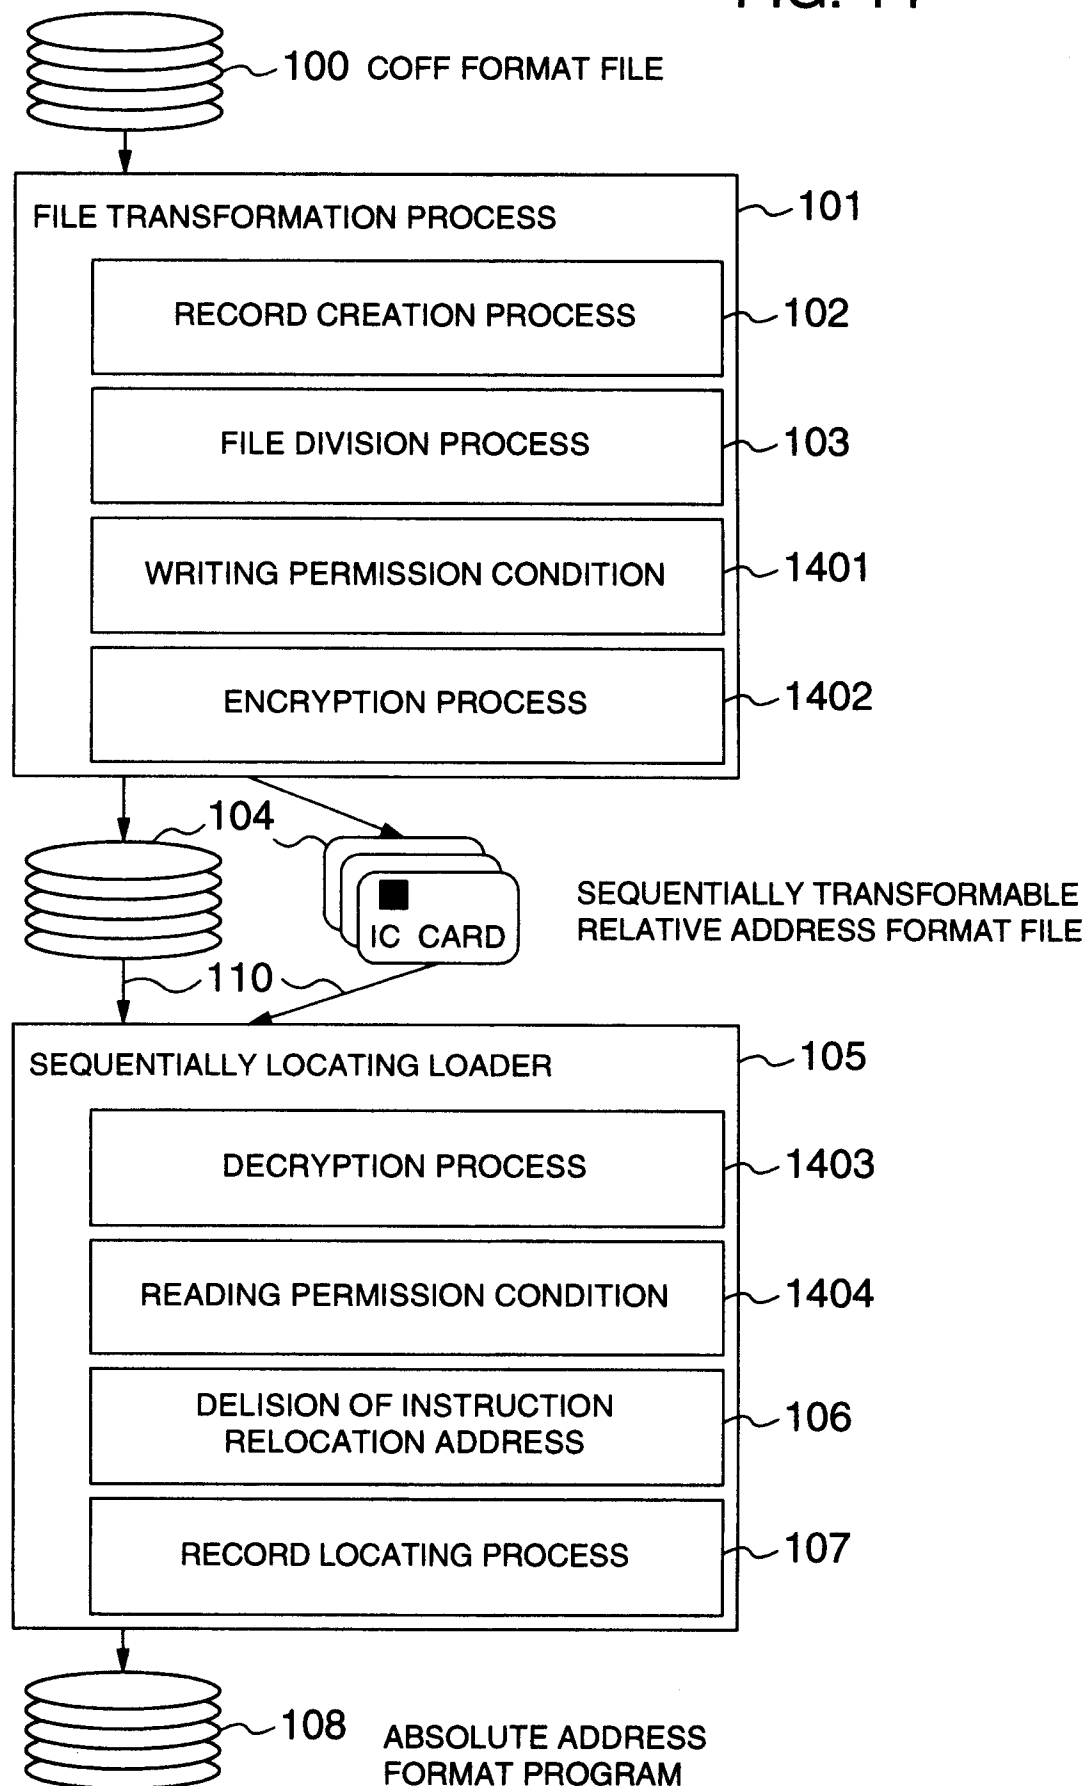 100 COFF FORMAT FILE
FILE TRANSFORMATION PROCESS
101
RECORD CREATION PROCESS
102
FILE DIVISION PROCESS
103
WRITING PERMISSION CONDITION
1401
ENCRYPTION PROCESS
1402
104
IC CARD
SEQUENTIALLY TRANSFORMABLE
RELATIVE ADDRESS FORMAT FILE
110
SEQUENTIALLY LOCATING LOADER
105
DECRYPTION PROCESS
1403
READING PERMISSION CONDITION
1404
DELISION OF INSTRUCTION
RELOCATION ADDRESS
106
RECORD LOCATING PROCESS
107
108
ABSOLUTE ADDRESS
FORMAT PROGRAM